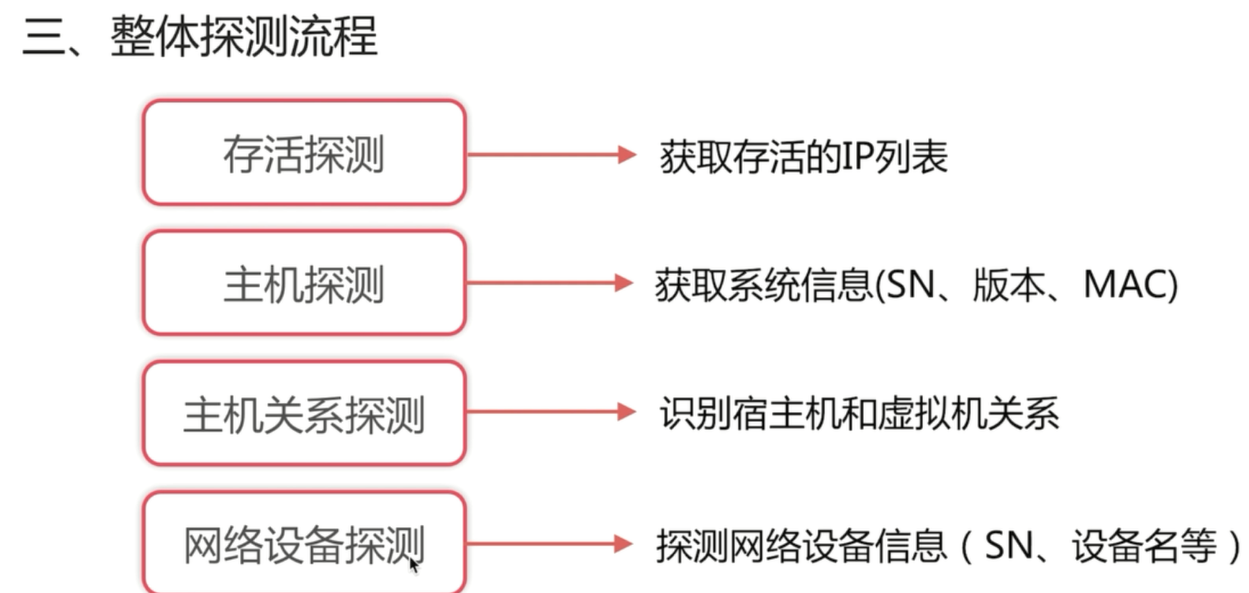 三、整体探测流程
存活探测
获取存活的IP列表
主机探测
获取系统信息(SN、版本、MAC)
主机关系探测
识别宿主机和虚拟机关系
网络设备探测
探测网络设备信息（SN、设备名等）